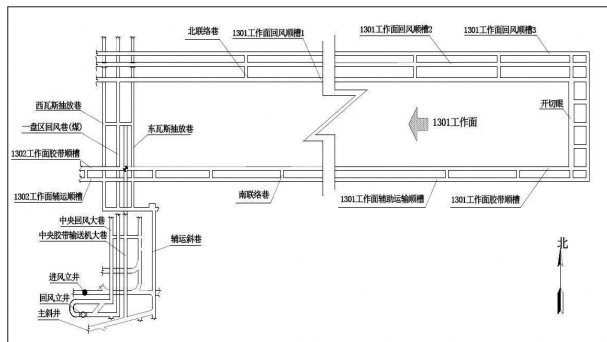 北联络巷
1301工作面回风顺槽1
1301工作面回风顺槽2
1301工作面回风顺槽3
西瓦斯抽放巷
一盘区回风巷(煤)
东瓦斯抽放巷
开切眼
1301工作面
1302工作面胶带顺槽
1302工作面辅运顺槽
南联络巷
1301工作面辅助运输顺槽
1301工作面胶带顺槽
中央回风大巷
中央胶带输送机大巷
辅运斜巷
进风立井
回风立井
主斜井
北